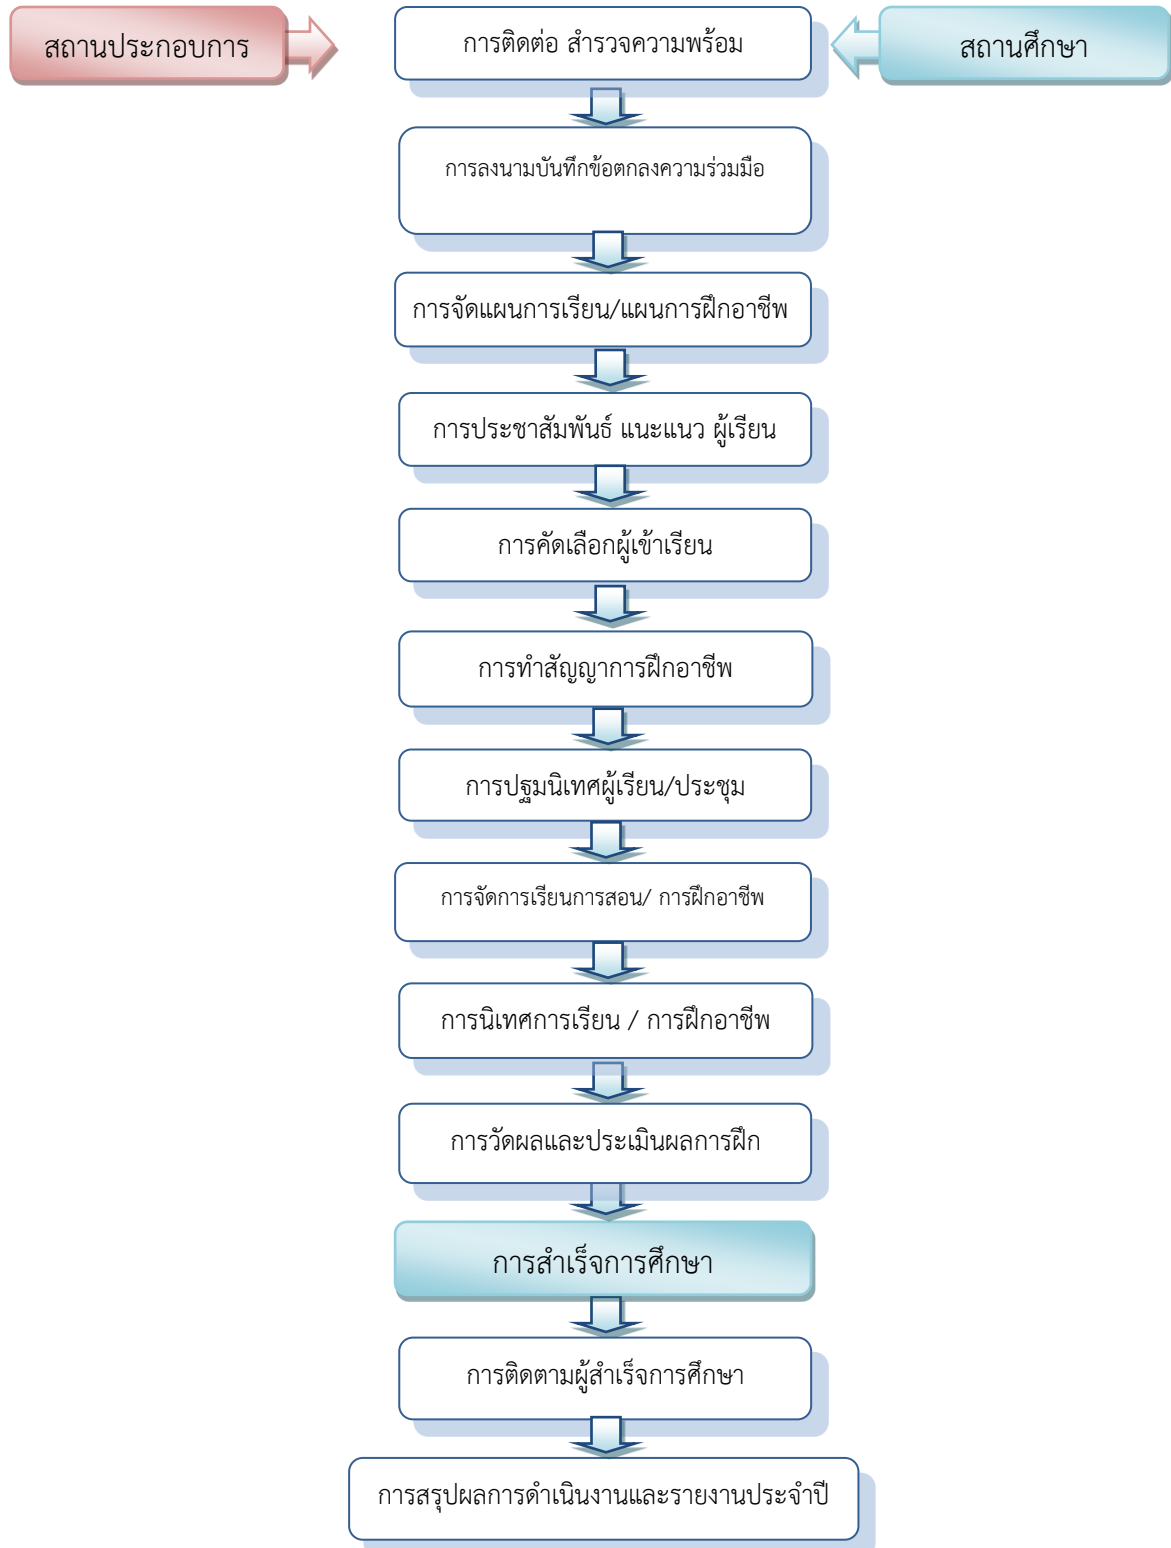 สถานประกอบการ
การติดต่อ สำรวจความพร้อม
สถานศึกษา
การลงนามบันทึกข้อตกลงความร่วมมือ
การจัดแผนการเรียน/แผนการฝึกอาชีพ
การประชาสัมพันธ์ แนะแนว ผู้เรียน
การคัดเลือกผู้เข้าเรียน
การทำสัญญาการฝึกอาชีพ
การปฐมนิเทศผู้เรียน/ประชุม
การจัดการเรียนการสอน/ การฝึกอาชีพ
การนิเทศการเรียน / การฝึกอาชีพ
การวัดผลและประเมินผลการฝึก
การสำเร็จการศึกษา
การติดตามผู้สำเร็จการศึกษา
การสรุปผลการดำเนินงานและรายงานประจำปี